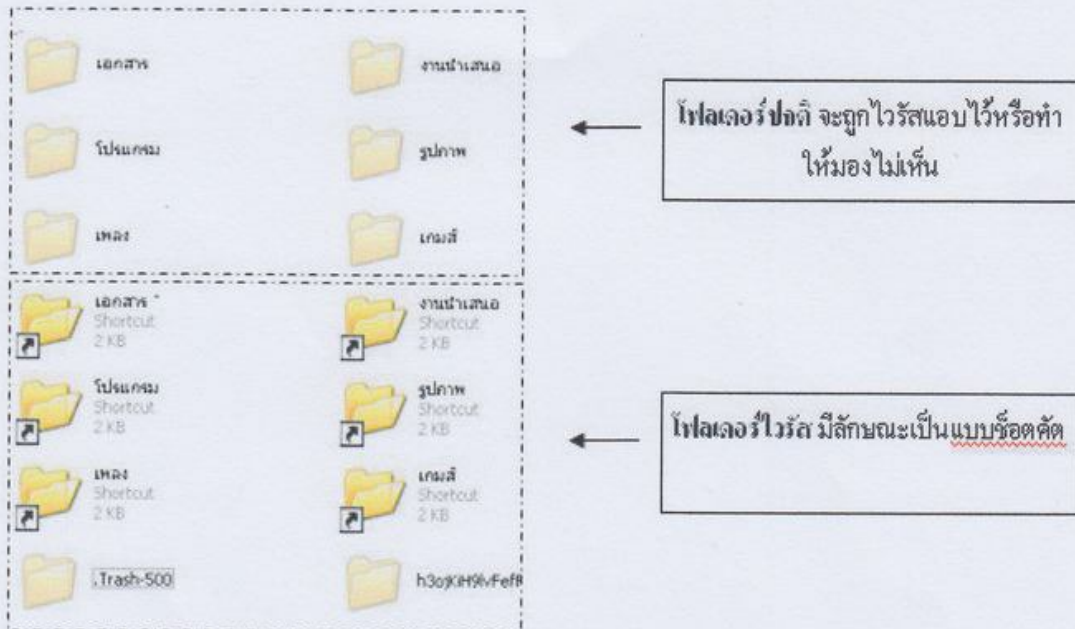 เอกสาร
งานนำเสนอ
โปรแกรม
รูปภาพ
เพลง
เกมส์
โฟลเดอร์ปกติ จะถูกไวรัสแอบไว้หรือทำ
ให้มองไม่เห็น
เอกสาร
Shortcut
2 KB
งานนำเสนอ
Shortcut
2 KB
โปรแกรม
Shortcut
2 KB
รูปภาพ
Shortcut
2 KB
เพลง
Shortcut
2 KB
เกมส์
Shortcut
2 KB
.Trash-500
โฟลเดอร์ไวรัส มีลักษณะเป็นแบบช็อตคัต